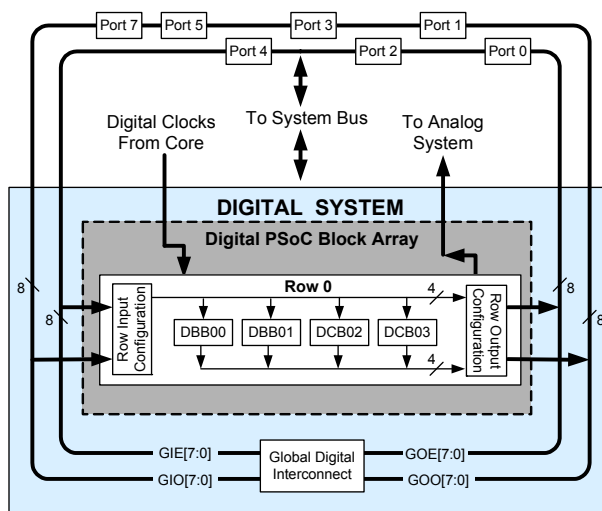 Port 7
Port 5
Port 3
Port 1
Port 4
Port 2
Port 0
Digital Clocks
From Core
To System Bus
To Analog
System
DIGITAL SYSTEM
Digital PSoC Block Array
Row 0
4
8
8
8
8
Row Input
Configuration
DBB00
DBB01
DCB02
DCB03
4
Row Output
Configuration
GIE[7:0]
GIO[7:0]
Global Digital
Interconnect
GOE[7:0]
GOO[7:0]